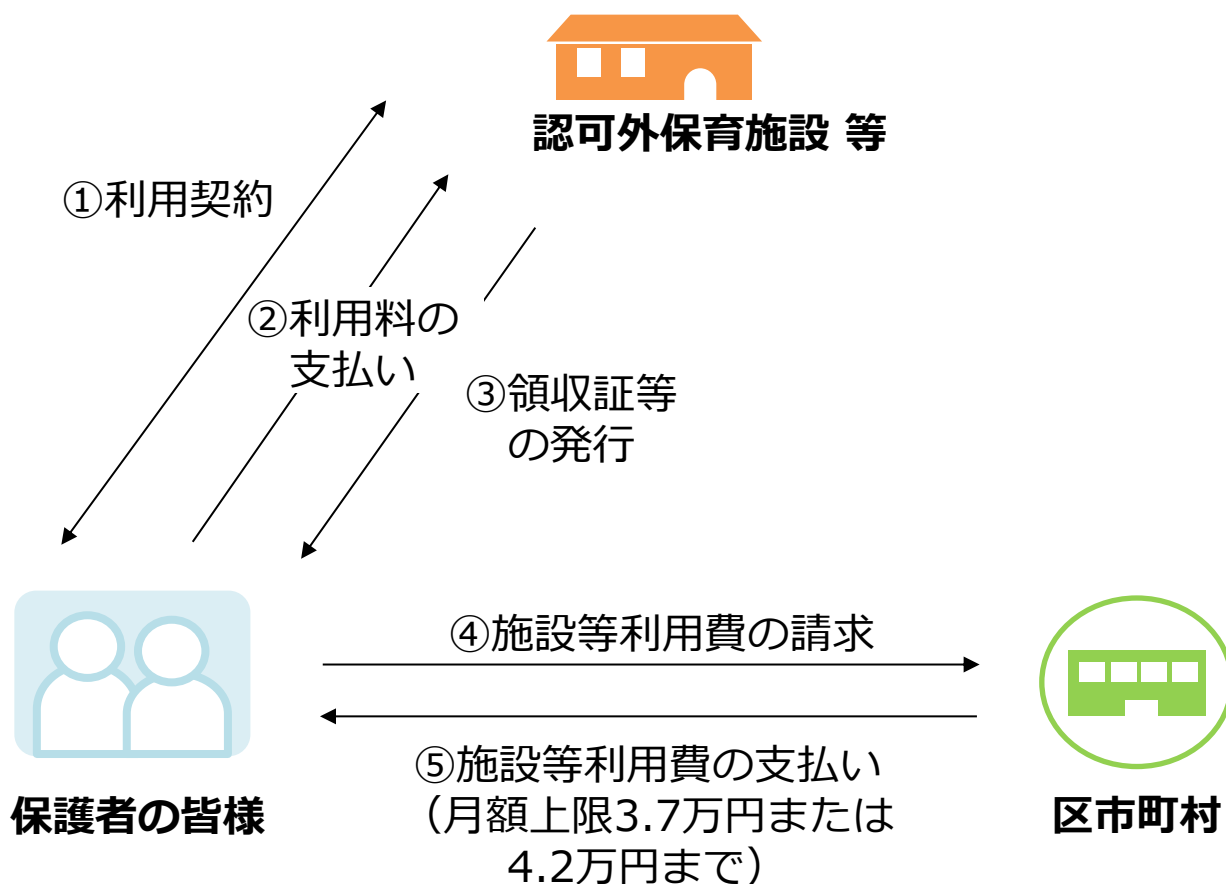 認可外保育施設 等
①利用契約
②利用料の
支払い
③領収証等
の発行
④施設等利用費の請求
⑤施設等利用費の支払い
（月額上限3.7万円または
4.2万円まで）
保護者の皆様
区市町村